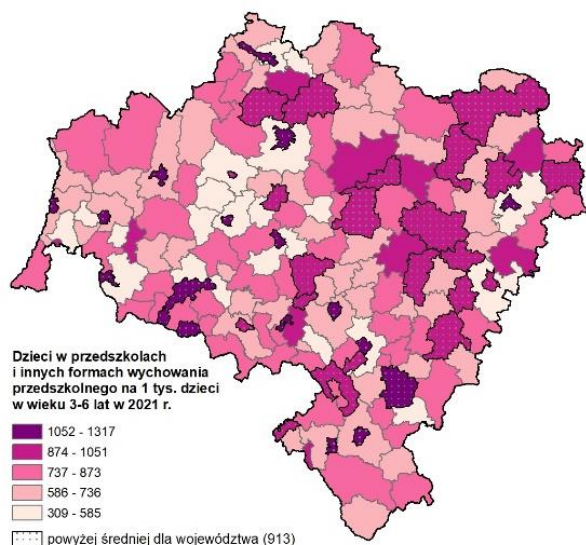 Dzieci w przedszkolach
i innych formach wychowania
przedszkolnego na 1 tys. dzieci
w wieku 3-6 lat w 2021 r.
1052 - 1317
874 - 1051
737 - 873
586 - 736
309 - 585
powyżej średniej dla województwa (913)